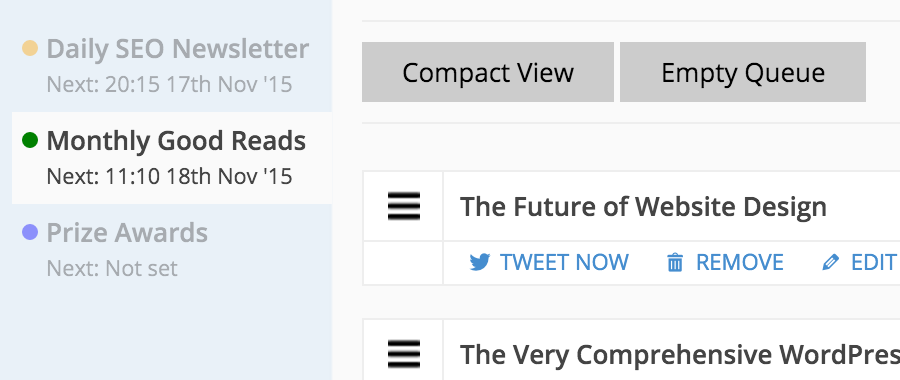 Daily SEO Newsletter
Next: 20:15 17th Nov '15
Monthly Good Reads
Next: 11:10 18th Nov '15
Prize Awards
Next: Not set
Compact View Empty Queue
The Future of Website Design
TWEET NOW REMOVE EDIT
The Very Comprehensive WordPres